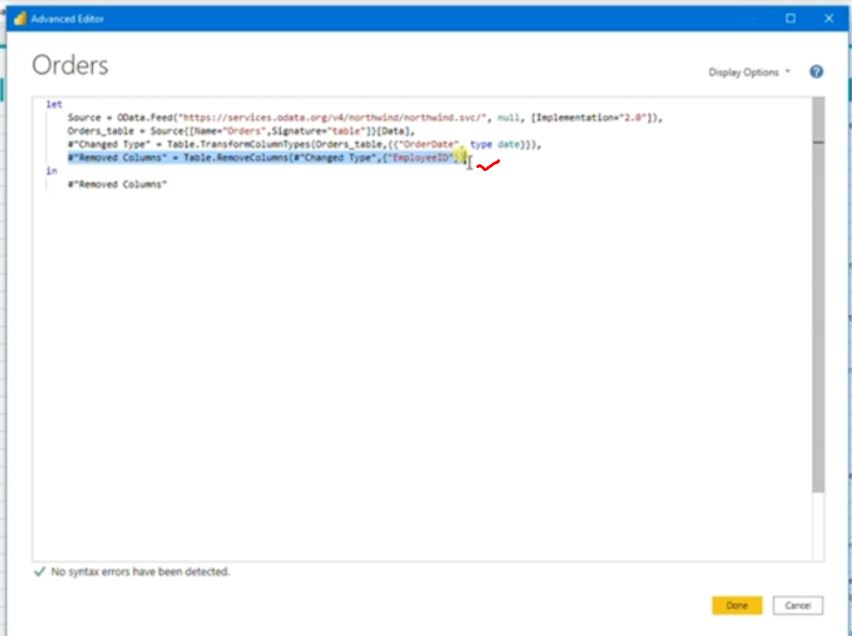 Advanced Editor
Orders
Display Options
let
Source = OData.Feed("https://services.odata.org/v4/northwind/northwind.svc/", null, [Implementation="2.0"]),
Orders_table = Source{[Name="Orders",Signature="table"]}[Data],
#"Changed Type" = Table.TransformColumnTypes(Orders_table,{{"OrderDate", type date}}),
#"Removed Columns" = Table.RemoveColumns(#"Changed Type",{"EmployeeID"})
in
#"Removed Columns"
No syntax errors have been detected.
Done
Cancel